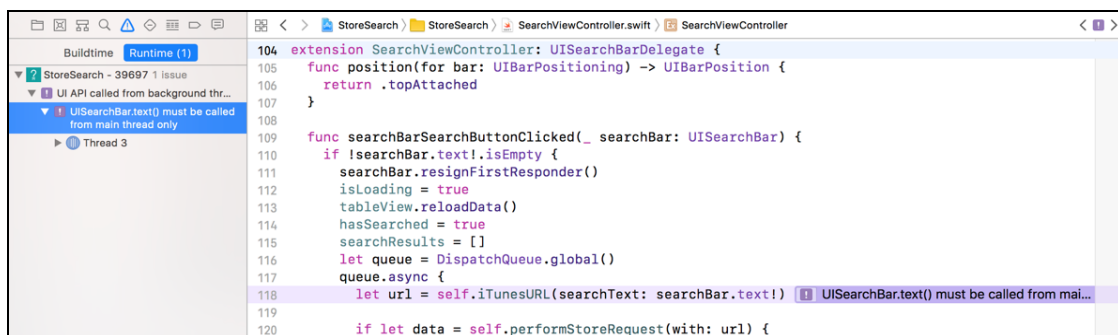 StoreSearch StoreSearch SearchViewController.swift SearchViewController
Buildtime Runtime (1)
StoreSearch - 39697 1 issue
UI API called from background thr...
UISearchBar.text() must be called
from main thread only
Thread 3
104 extension SearchViewController: UISearchBarDelegate {
105 func position(for bar: UIBarPositioning) -> UIBarPosition {
106 return .topAttached
107 }
108
109 func searchBarSearchButtonClicked(_ searchBar: UISearchBar) {
110 if !searchBar.text!.isEmpty {
111 searchBar.resignFirstResponder()
112 isLoading = true
113 tableView.reloadData()
114 hasSearched = true
115 searchResults = []
116 let queue = DispatchQueue.global()
117 queue.async {
118 let url = self.iTunesURL(searchText: searchBar.text!) UISearchBar.text() must be called from mai...
119
120 if let data = self.performStoreRequest(with: url) {